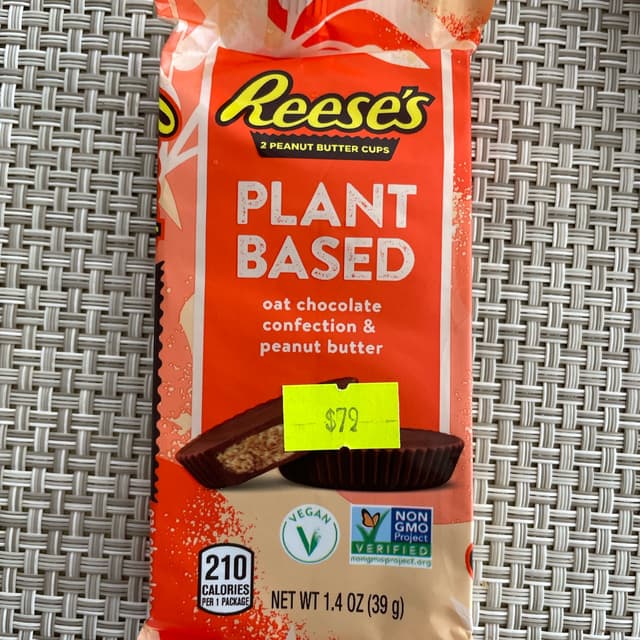 Reese's
2 PEANUT BUTTER CUPS
PLANT
BASED
oat chocolate
confection &
peanut butter
$79
VEGAN
V
NON
GMO
Project
VERIFIED
nongmoproject.org
210
CALORIES
PER 1 PACKAGE
NET WT 1.4 OZ (39 g)